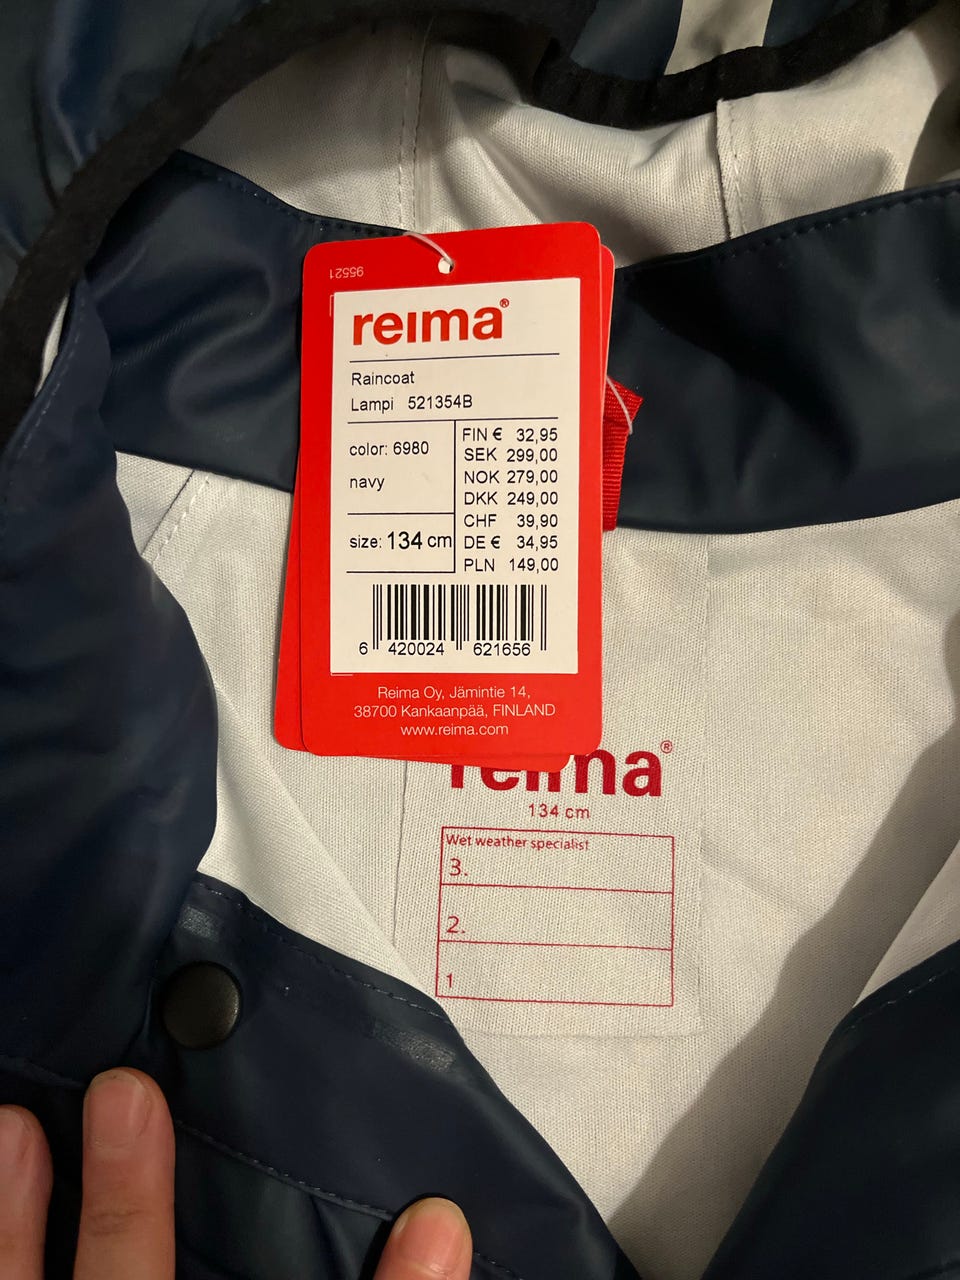 95521
reima®
Raincoat
Lampi 521354B
color: 6980
navy
size: 134 cm
FIN € 32,95
SEK 299,00
NOK 279,00
DKK 249,00
CHF 39,90
DE € 34,95
PLN 149,00
6 420024 621656
Reima Oy, Jämintie 14,
38700 Kankaanpää, FINLAND
www.reima.com
reima®
134 cm
Wet weather specialist
3.
2.
1